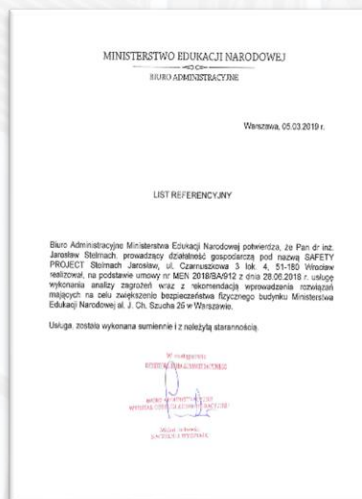 MINISTERSTWO EDUKACJI NARODOWEJ
BIURO ADMINISTRACYJNE
Warszawa, 05.03.2019 r.
LIST REFERENCYJNY
Biuro Administracyjne Ministerstwa Edukacji Narodowej potwierdza, że Pan dr inż.
Jarosław Stelmach, prowadzący działalność gospodarczą pod nazwą SAFETY
PROJECT Stelmach Jarosław, ul. Czarnuszkowa 3 lok. 4, 51-180 Wrocław
realizował, na podstawie umowy nr MEN 2018/BA/912 z dnia 28.06.2018 r. usługę
wykonania analizy zagrożeń wraz z rekomendacją wprowadzenia rozwiązań
mających na celu zwiększenie bezpieczeństwa fizycznego budynku Ministerstwa
Edukacji Narodowej al. J. Ch. Szucha 25 w Warszawie.
Usługa, została wykonana sumiennie i z należytą starannością.